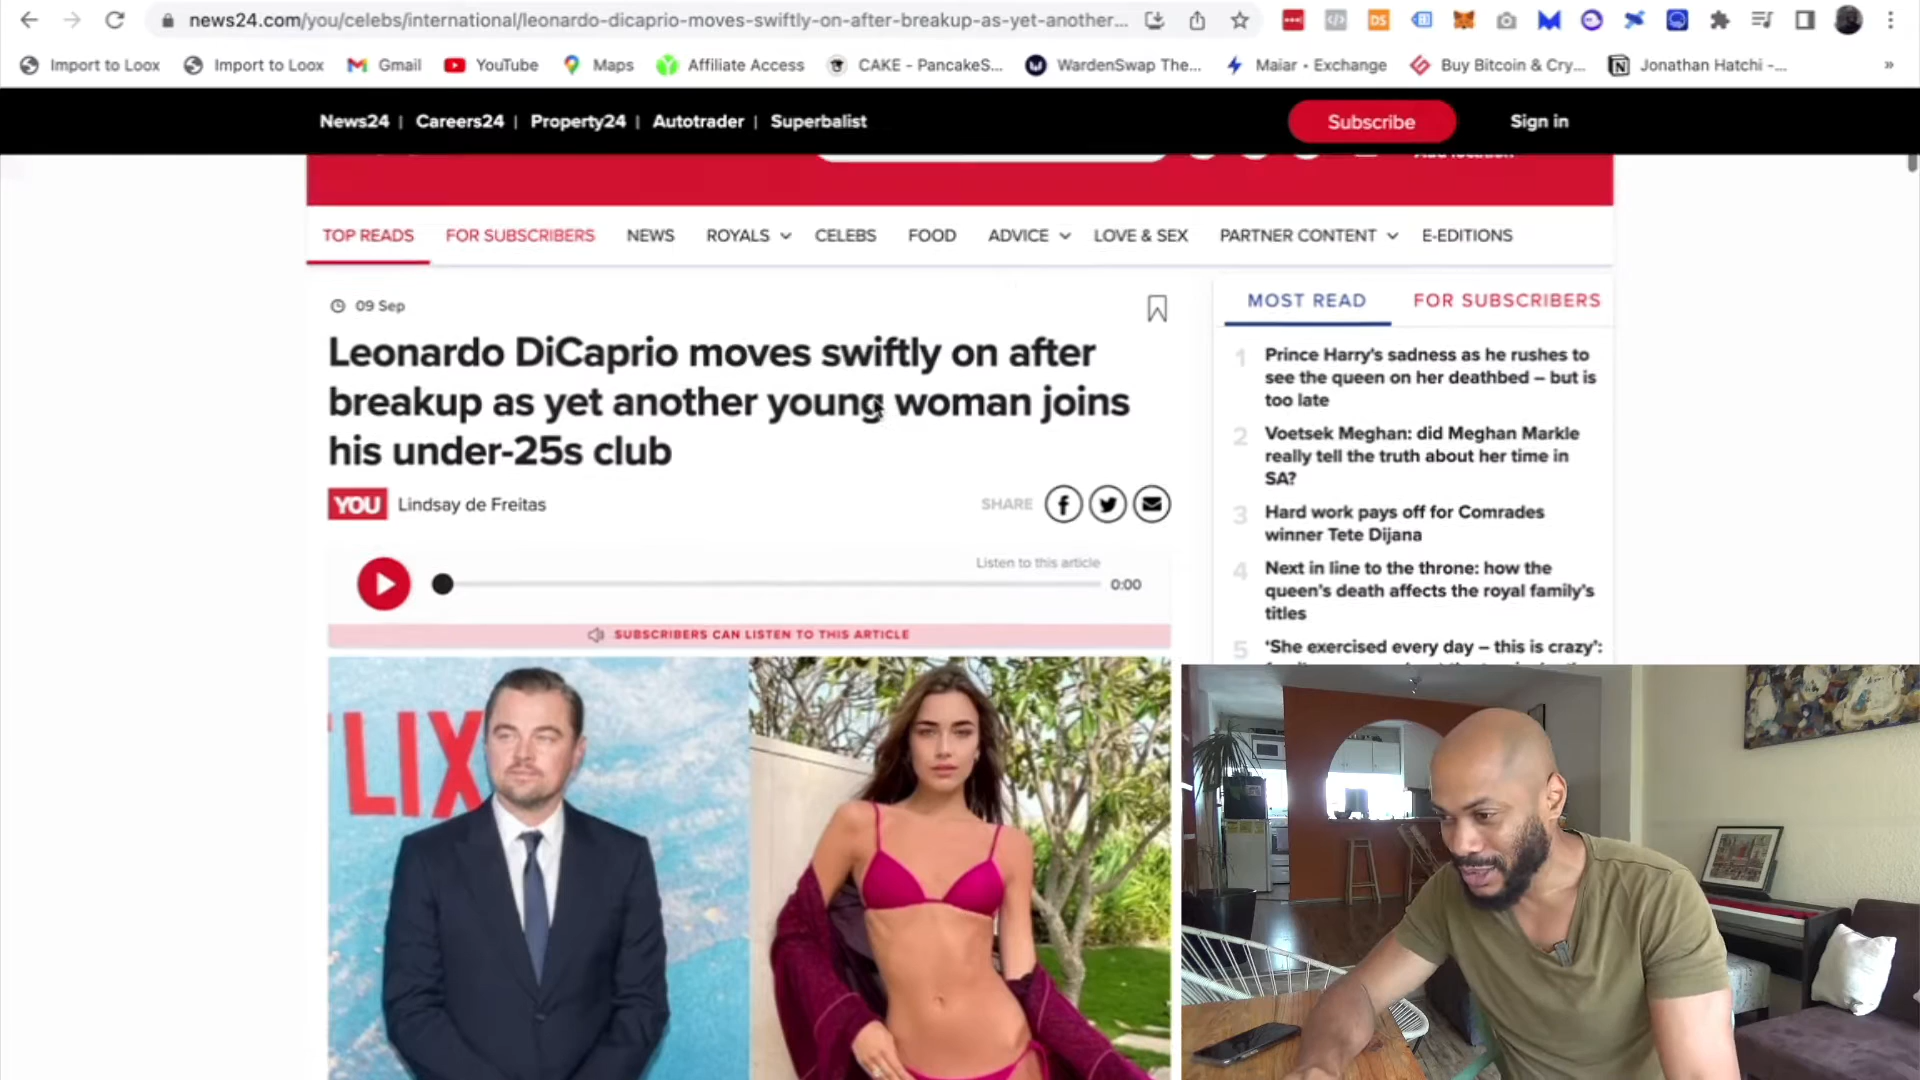 news24.com/you/celebs/international/leonardo-dicaprio-moves-swiftly-on-after-breakup-as-yet-another...
Import to Loox
Import to Loox
Gmail
YouTube
Maps
Affiliate Access
CAKE - PancakeS...
WardenSwap The...
Maiar • Exchange
Buy Bitcoin & Cry...
Jonathan Hatchi -...
»
News24 | Careers24 | Property24 | Autotrader | Superbalist
Subscribe
Sign in
TOP READS
FOR SUBSCRIBERS
NEWS
ROYALS
CELEBS
FOOD
ADVICE
LOVE & SEX
PARTNER CONTENT
E-EDITIONS
09 Sep
Leonardo DiCaprio moves swiftly on after
breakup as yet another young woman joins
his under-25s club
YOU Lindsay de Freitas
SHARE
Listen to this article
0:00
SUBSCRIBERS CAN LISTEN TO THIS ARTICLE
MOST READ
FOR SUBSCRIBERS
1 Prince Harry's sadness as he rushes to
see the queen on her deathbed – but is
too late
2 Voetsek Meghan: did Meghan Markle
really tell the truth about her time in
SA?
3 Hard work pays off for Comrades
winner Tete Dijana
4 Next in line to the throne: how the
queen's death affects the royal family's
titles
5 'She exercised every day – this is crazy':
FLIX